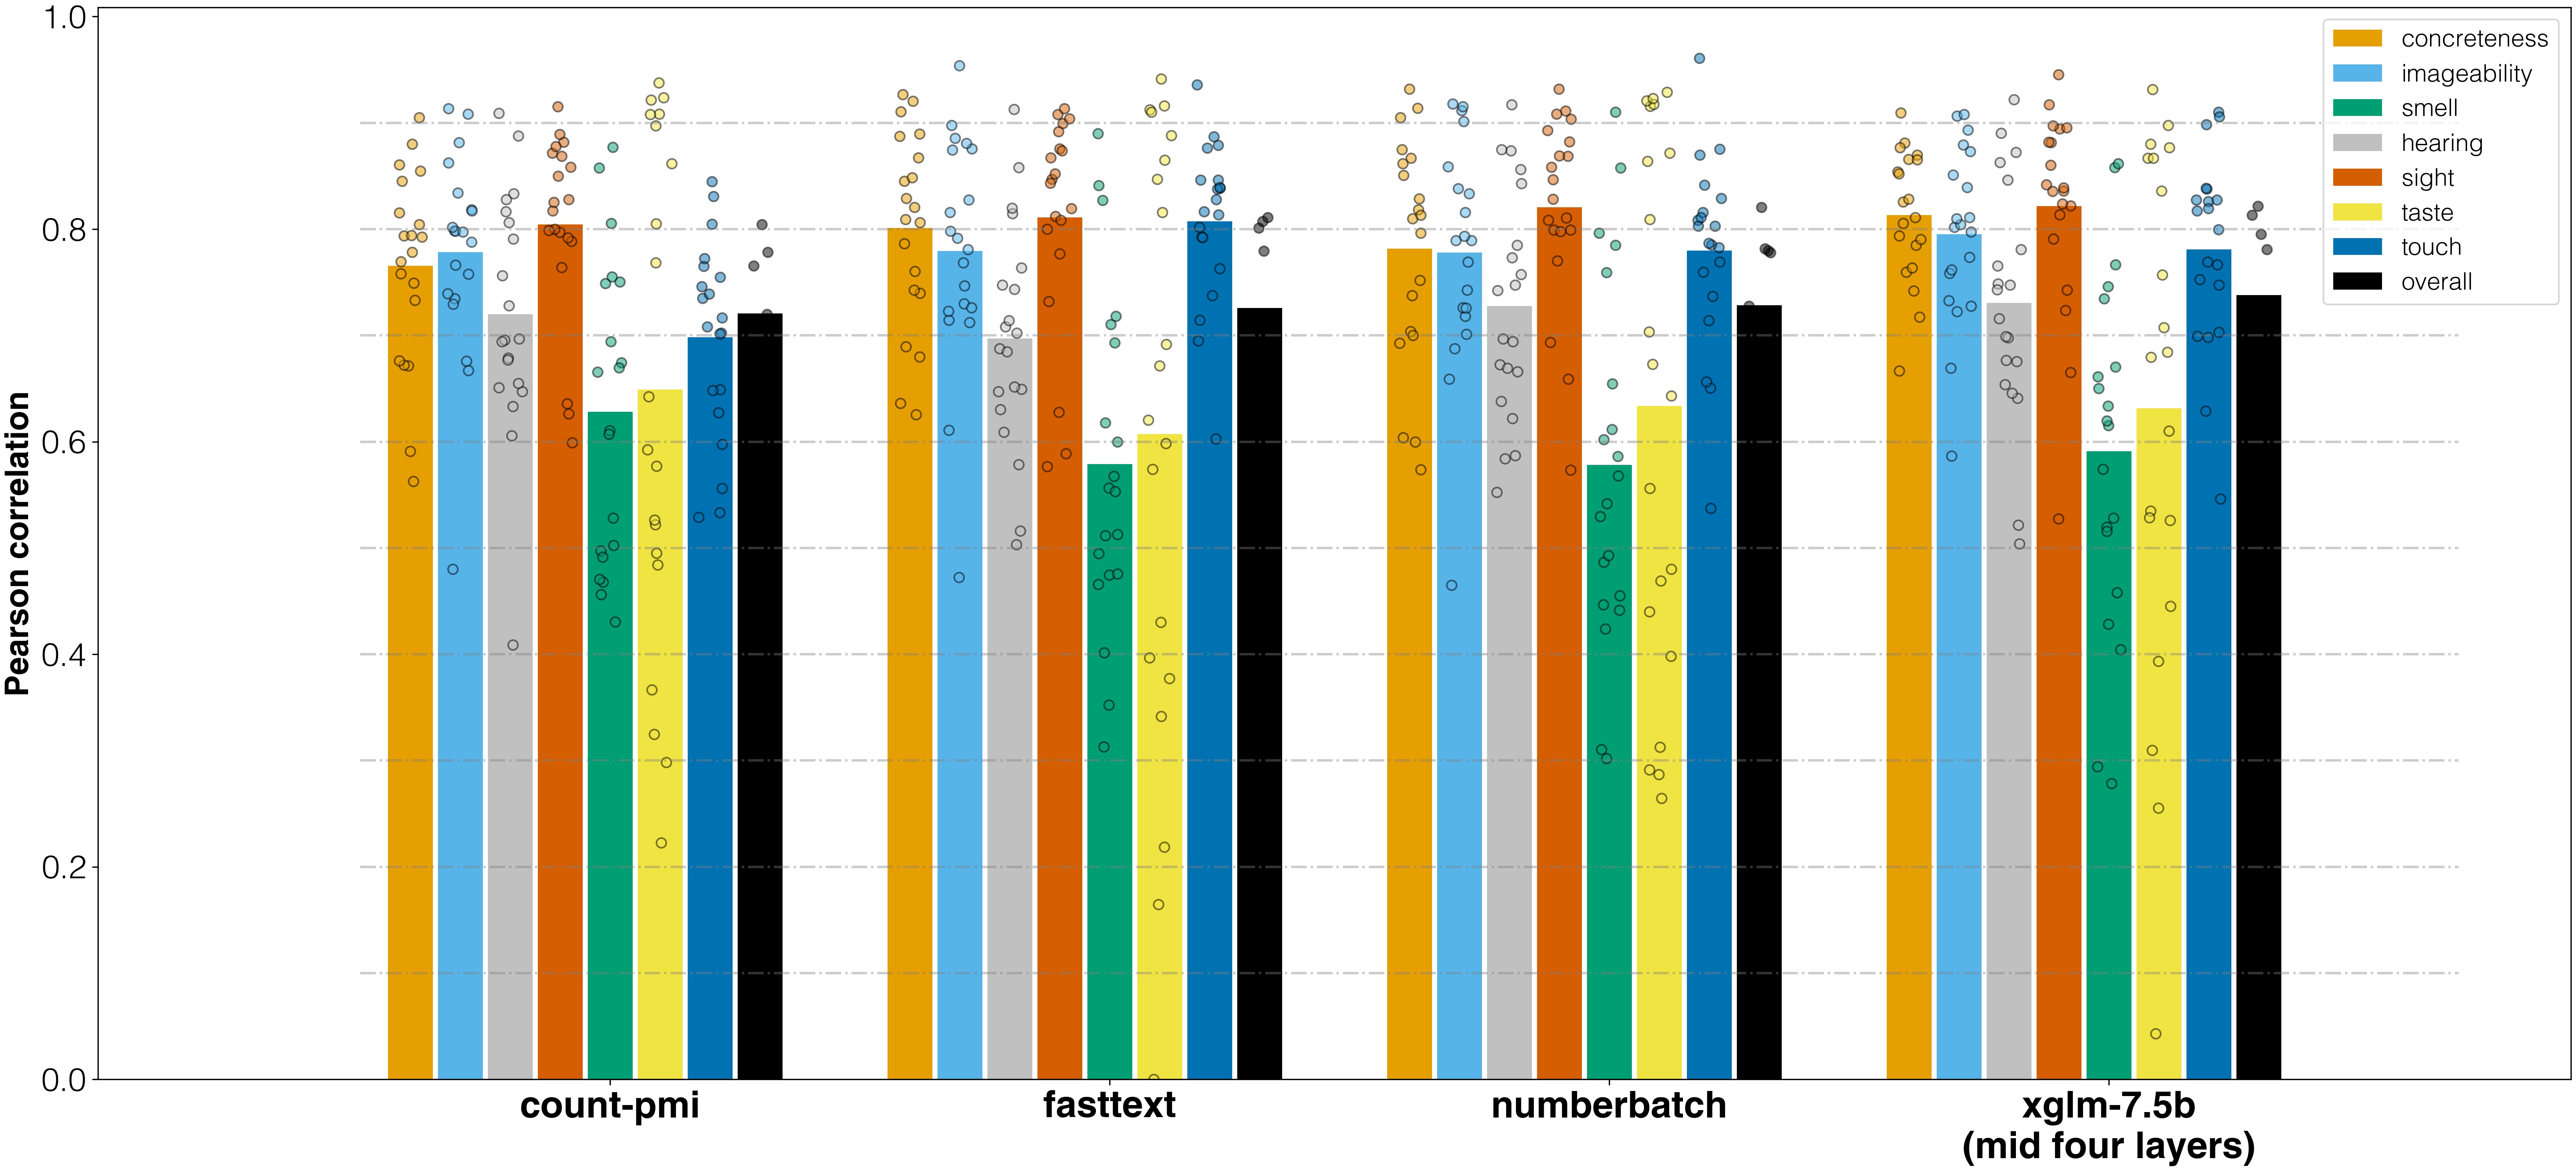 Pearson correlation
1.0
0.8
0.6
0.4
0.2
0.0
concreteness
imageability
smell
hearing
sight
taste
touch
overall
count-pmi
fasttext
numberbatch
xglm-7.5b
(mid four layers)